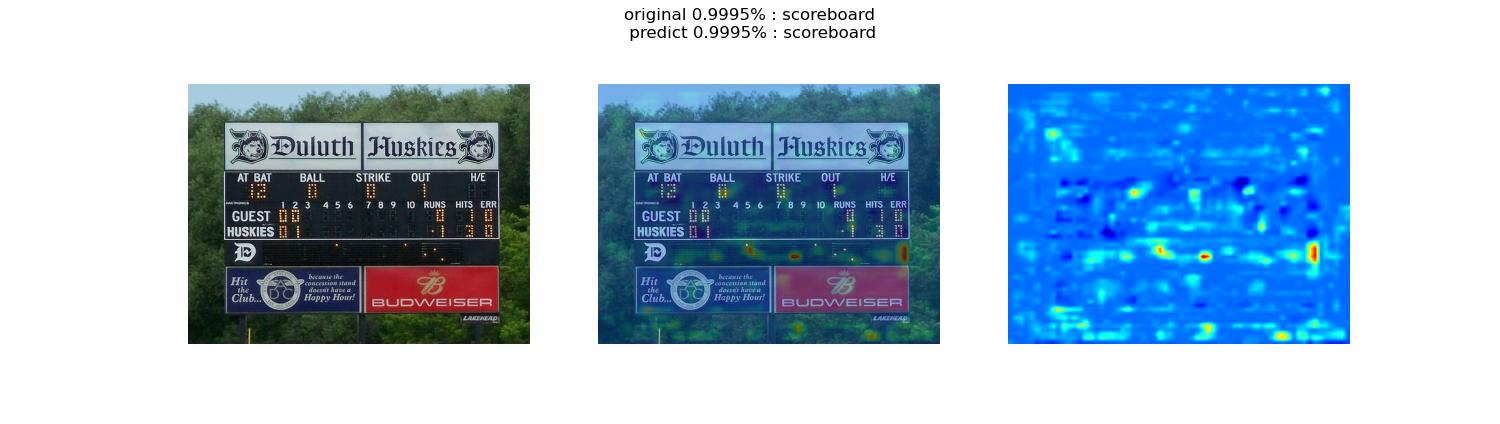 original 0.9995% : scoreboard
predict 0.9995% : scoreboard
Duluth Huskies
AT BAT BALL STRIKE OUT H/E
12 0 0 1
1 2 3 4 5 6 7 8 9 10 RUNS HITS ERR
GUEST 0 0 0 1 0
HUSKIES 0 1 1 3 0
D
Hit the Club...
because the concession stand doesn't have a Happy Hour!
B
BUDWEISER
LAKEHEAD
Duluth Huskies
AT BAT BALL STRIKE OUT H/E
12 0 0 1
1 2 3 4 5 6 7 8 9 10 RUNS HITS ERR
GUEST 0 0 0 1 0
HUSKIES 0 1 1 3 0
D
Hit the Club...
because the concession stand doesn't have a Happy Hour!
B
BUDWEISER
LAKEHEAD